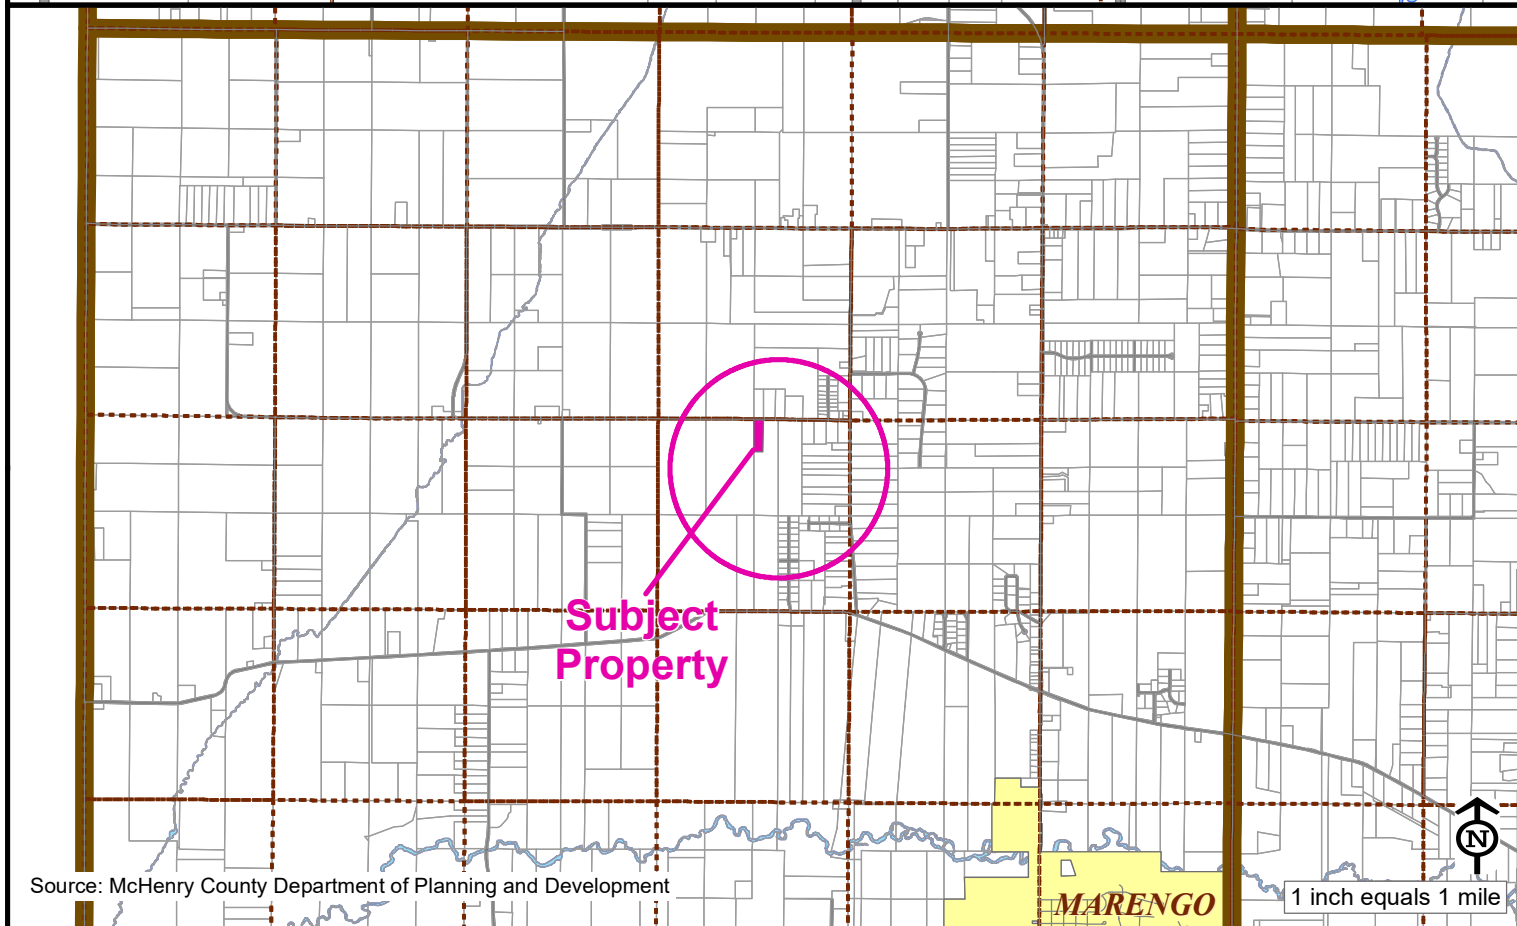 Subject
Property
Source: McHenry County Department of Planning and Development
MARENGO
N
1 inch equals 1 mile